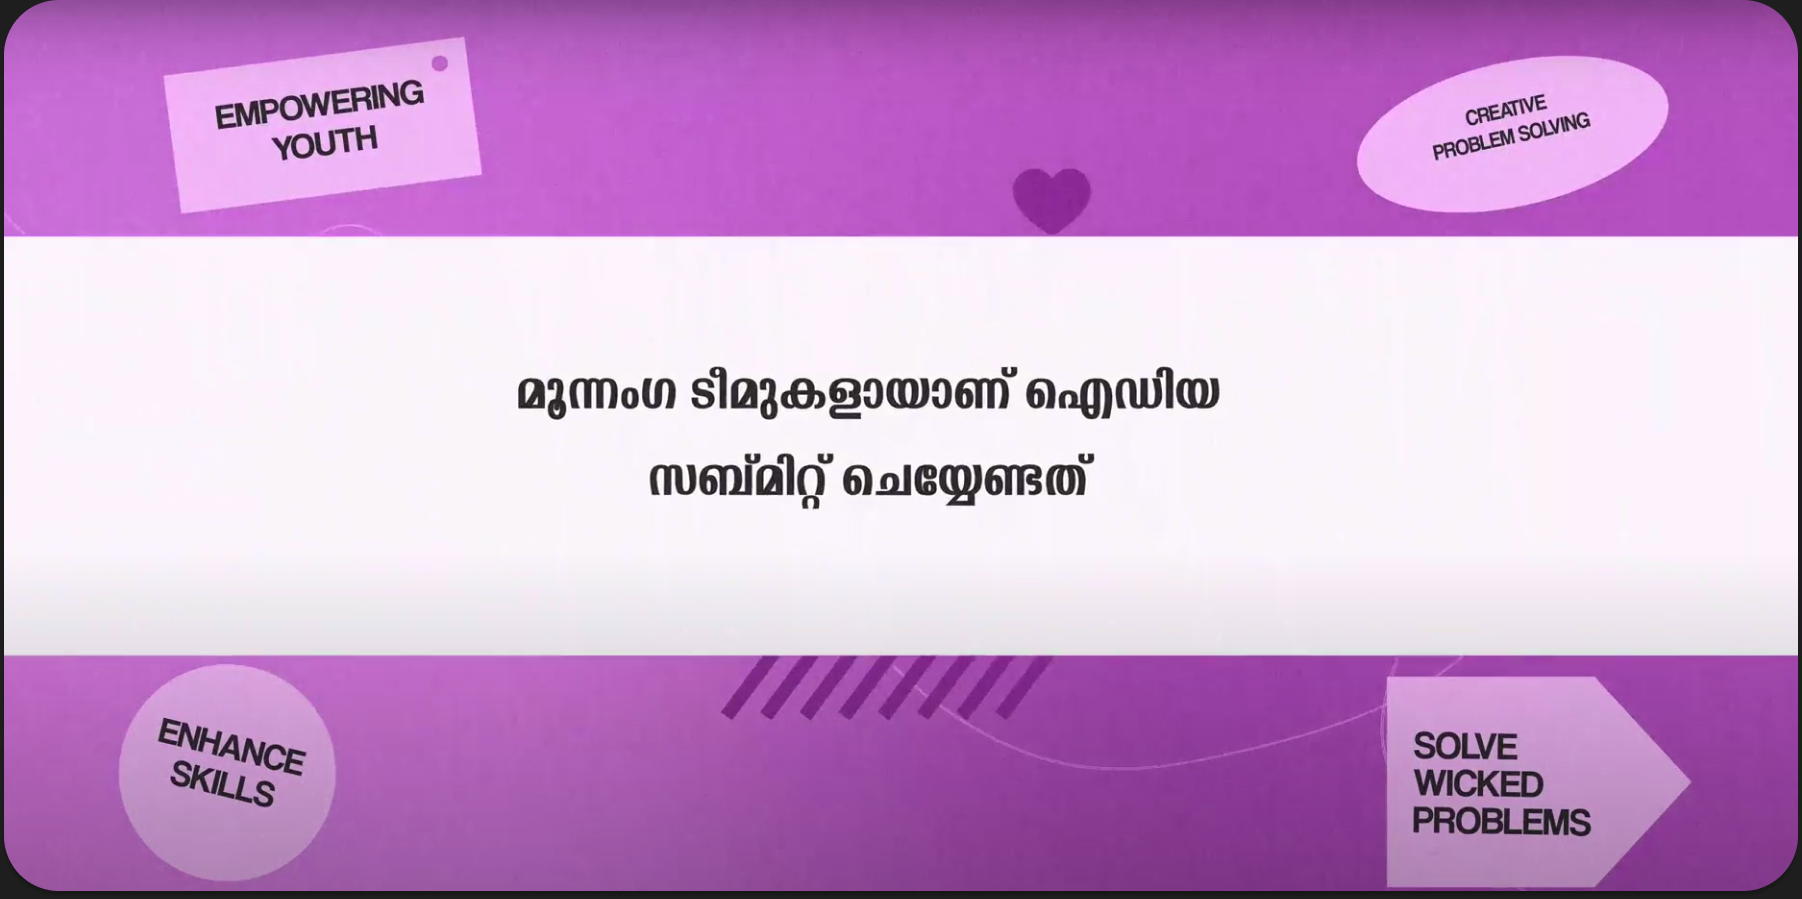 EMPOWERING
YOUTH
CREATIVE
PROBLEM SOLVING
മൂന്നംഗ ടീമുകളായാണ് ഐഡിയ
സബ്മിറ്റ് ചെയ്യേണ്ടത്
ENHANCE
SKILLS
SOLVE
WICKED
PROBLEMS